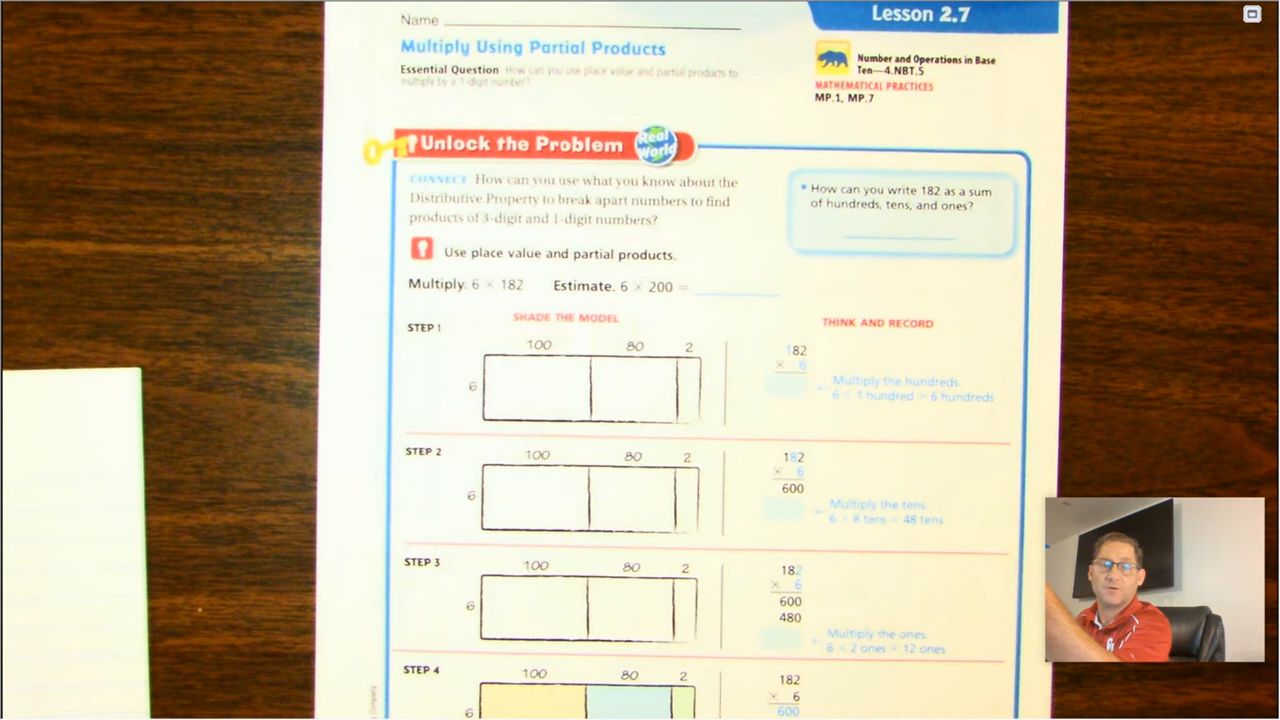 Name
Lesson 2.7
Multiply Using Partial Products
Essential Question How can you use place value and partial products to
multiply by a 1-digit number?
Number and Operations in Base
Ten—4.NBT.5
MATHEMATICAL PRACTICES
MP.1, MP.7
Unlock the Problem
Real
World
CONNECT How can you use what you know about the
Distributive Property to break apart numbers to find
products of 3-digit and 1-digit numbers?
• How can you write 182 as a sum
of hundreds, tens, and ones?
Use place value and partial products.
Multiply. 6 × 182 Estimate. 6 × 200 =
SHADE THE MODEL
THINK AND RECORD
STEP 1
100 80 2
6
182
× 6
← Multiply the hundreds.
6 × 1 hundred = 6 hundreds
STEP 2
100 80 2
6
182
× 6
600
← Multiply the tens.
6 × 8 tens = 48 tens
STEP 3
100 80 2
6
182
× 6
600
480
← Multiply the ones.
6 × 2 ones = 12 ones
STEP 4
100 80 2
6
182
× 6
600